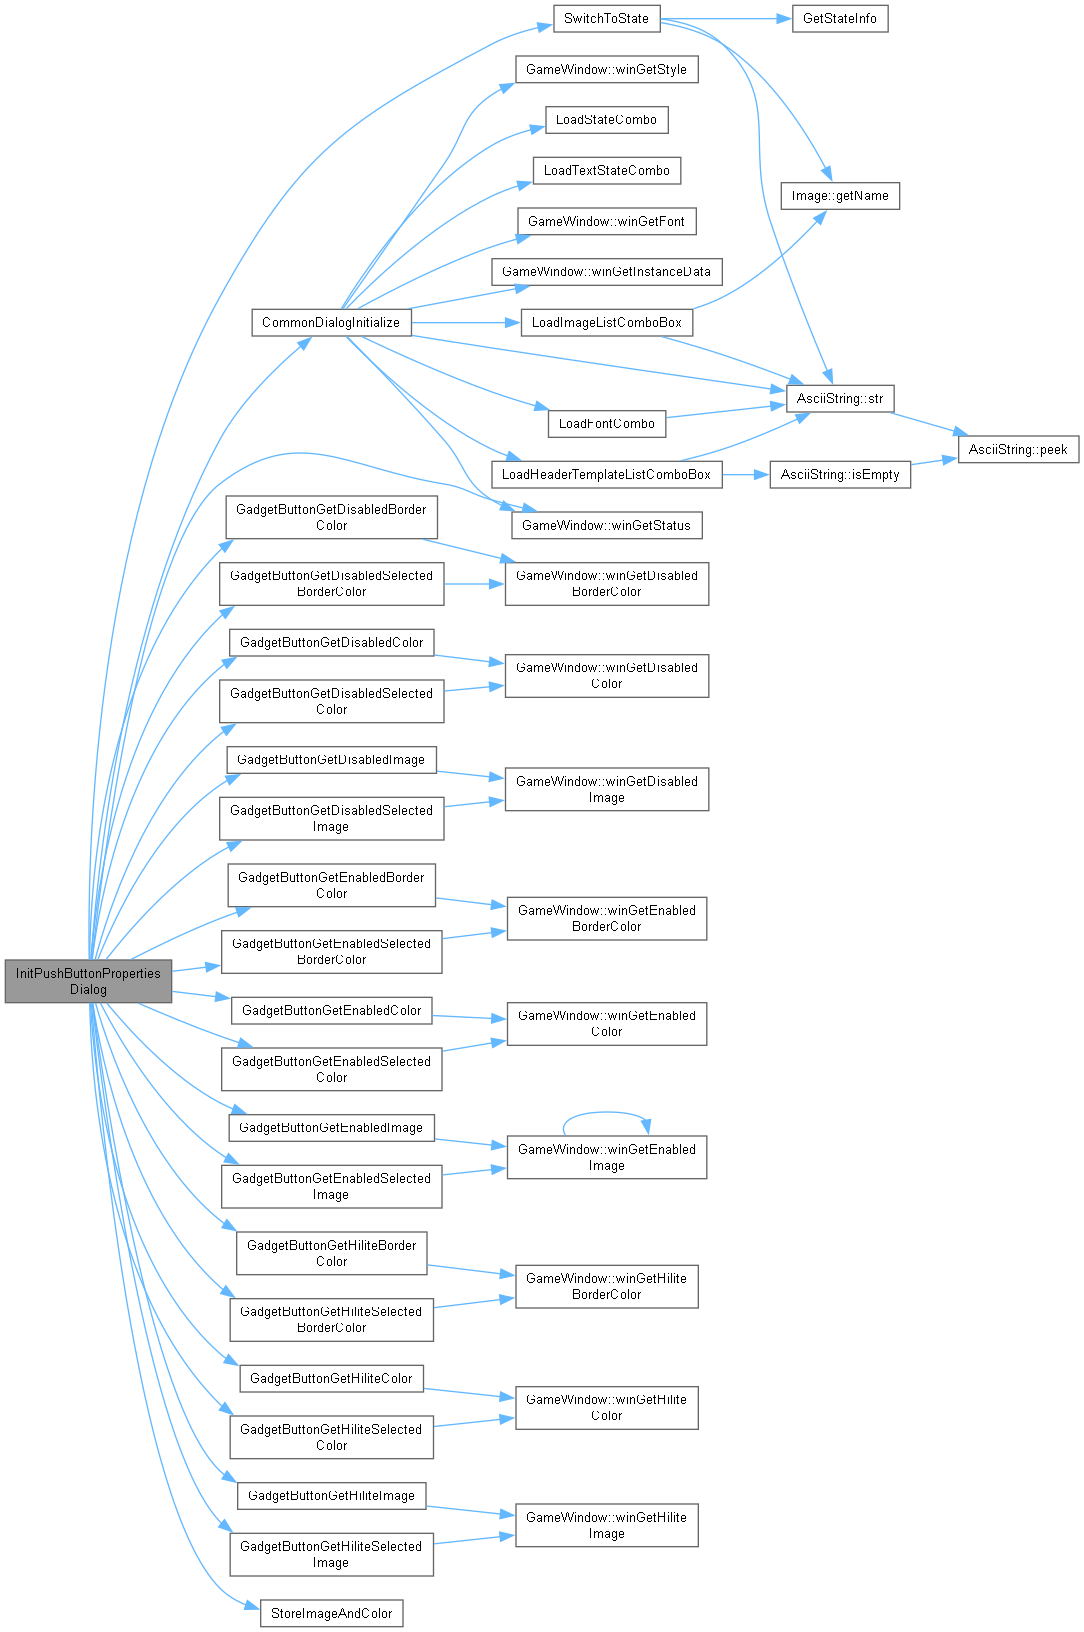 SwitchToState
GetStateInfo
GameWindow::winGetStyle
LoadStateCombo
LoadTextStateCombo
Image::getName
GameWindow::winGetFont
GameWindow::winGetInstanceData
CommonDialogInitialize
LoadImageListComboBox
AsciiString::str
LoadFontCombo
AsciiString::peek
LoadHeaderTemplateListComboBox
AsciiString::isEmpty
GameWindow::winGetStatus
GadgetButtonGetDisabledBorder
Color
GadgetButtonGetDisabledSelected
BorderColor
GameWindow::winGetDisabled
BorderColor
GadgetButtonGetDisabledColor
GadgetButtonGetDisabledSelected
Color
GameWindow::winGetDisabled
Color
GadgetButtonGetDisabledImage
GadgetButtonGetDisabledSelected
Image
GameWindow::winGetDisabled
Image
GadgetButtonGetEnabledBorder
Color
GadgetButtonGetEnabledSelected
BorderColor
GameWindow::winGetEnabled
BorderColor
InitPushButtonProperties
Dialog
GadgetButtonGetEnabledColor
GadgetButtonGetEnabledSelected
Color
GameWindow::winGetEnabled
Color
GadgetButtonGetEnabledImage
GadgetButtonGetEnabledSelected
Image
GameWindow::winGetEnabled
Image
GadgetButtonGetHiliteBorder
Color
GadgetButtonGetHiliteSelected
BorderColor
GameWindow::winGetHilite
BorderColor
GadgetButtonGetHiliteColor
GadgetButtonGetHiliteSelected
Color
GameWindow::winGetHilite
Color
GadgetButtonGetHiliteImage
GadgetButtonGetHiliteSelected
Image
GameWindow::winGetHilite
Image
StoreImageAndColor